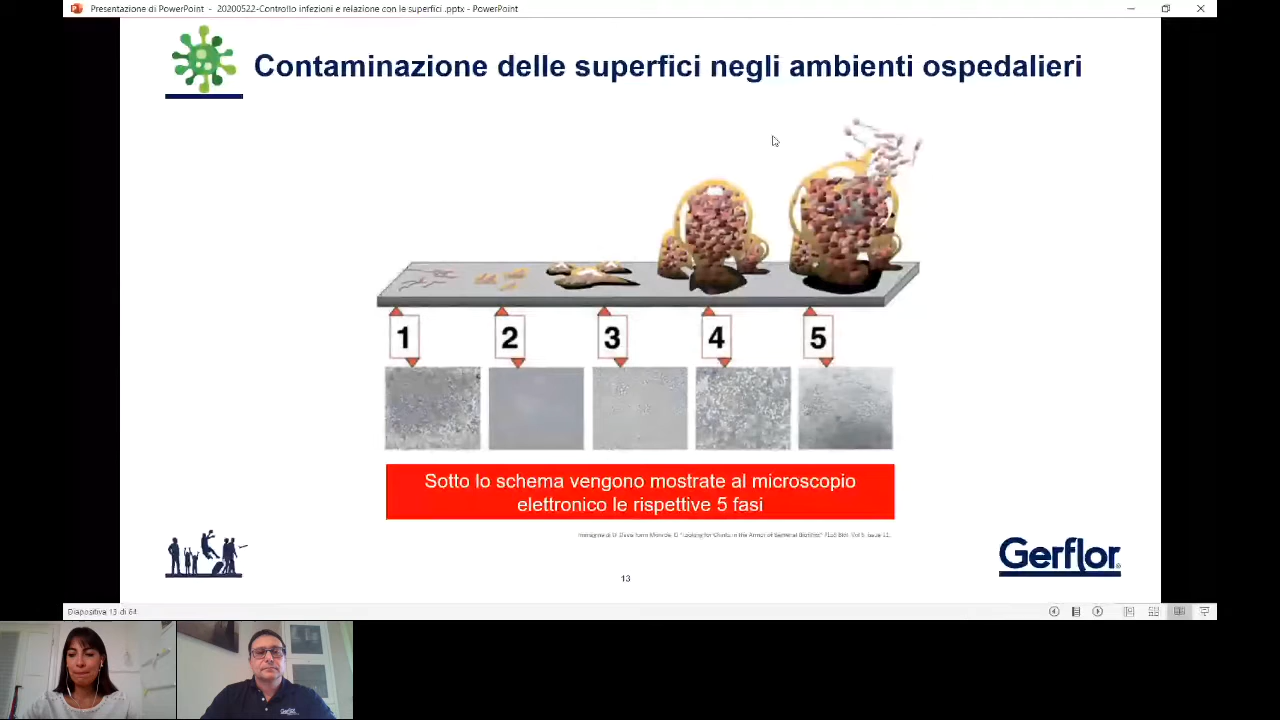 Presentazione di PowerPoint - 20200522-Controllo infezioni e relazione con le superfici .pptx - PowerPoint
Contaminazione delle superfici negli ambienti ospedalieri
1 2 3 4 5
Sotto lo schema vengono mostrate al microscopio
elettronico le rispettive 5 fasi
Gerflor
13
Diapositiva 13 di 64
Gerflor